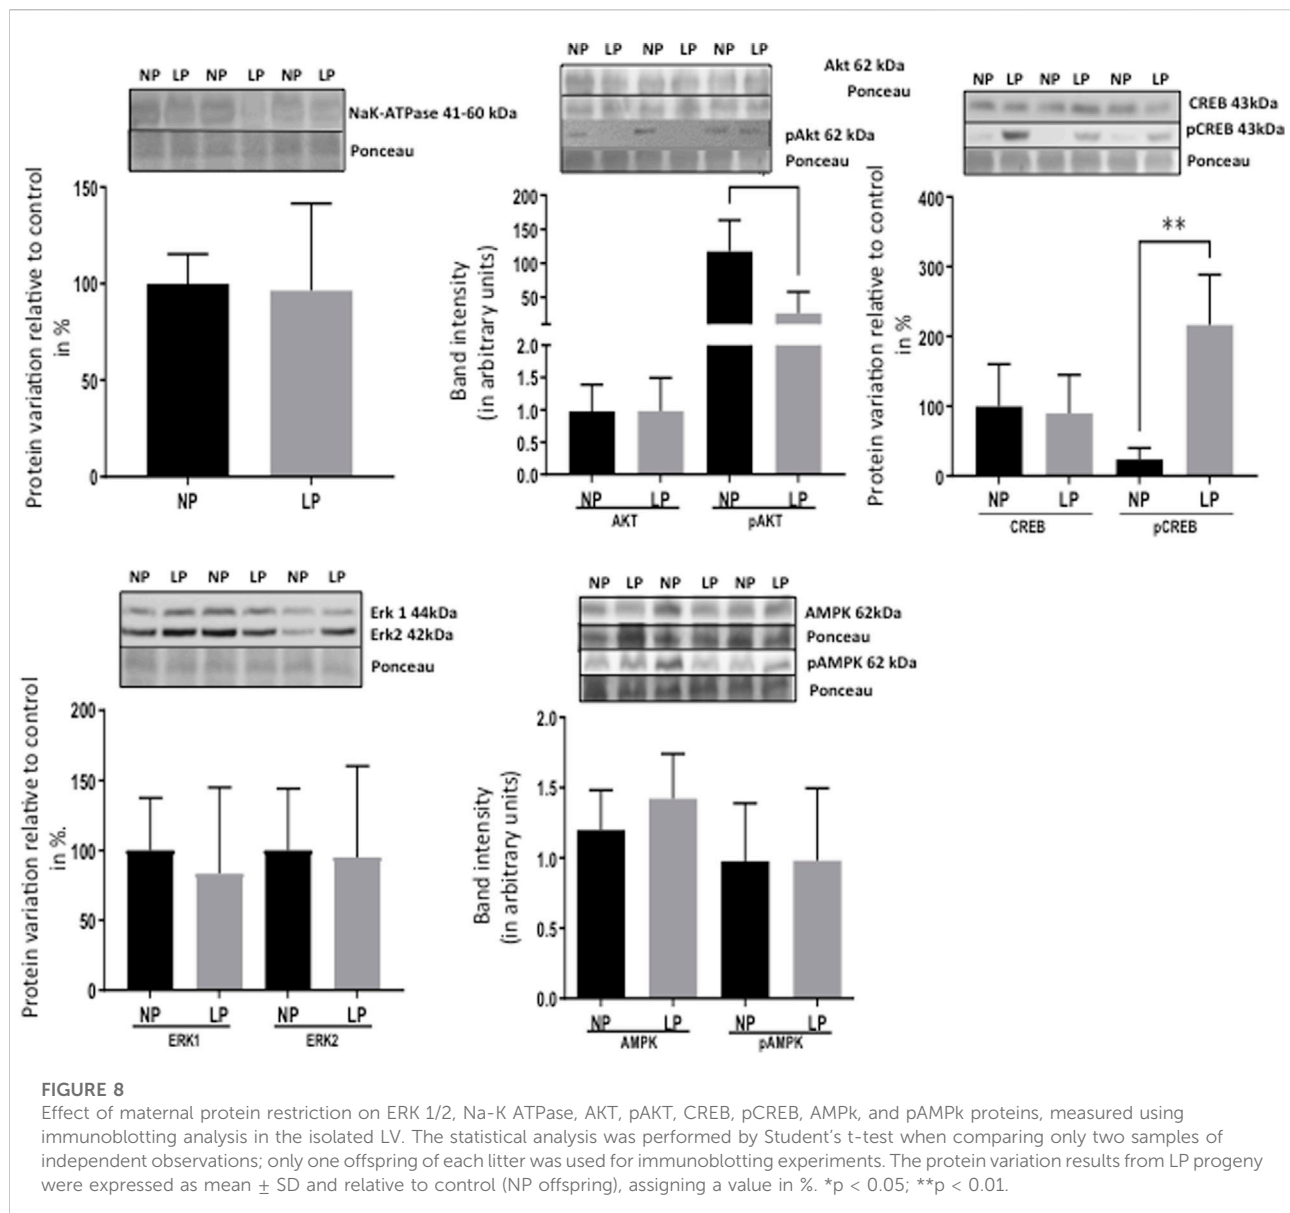 NP LP NP LP NP LP
NaK-ATPase 41-60 kDa
Ponceau
Protein variation relative to control
in %
150
100
50
0
NP LP
NP LP NP LP NP LP
Akt 62 kDa
Ponceau
pAkt 62 kDa
Ponceau
Band intensity
(in arbitrary units)
200
150
100
50
2.0
1.5
1.0
0.5
0.0
NP LP NP LP
AKT pAKT
NP LP NP LP NP LP
CREB 43kDa
pCREB 43kDa
Ponceau
Protein variation relative to control
in %
400
300
200
100
0
**
NP LP NP LP
CREB pCREB
NP LP NP LP NP LP
Erk 1 44kDa
Erk2 42kDa
Ponceau
Protein variation relative to control
in %.
200
150
100
50
0
NP LP NP LP
ERK1 ERK2
NP LP NP LP NP LP
AMPK 62kDa
Ponceau
pAMPK 62 kDa
Ponceau
Band intensity
(in arbitrary units)
2.0
1.5
1.0
0.5
0.0
NP LP NP LP
AMPK pAMPK
FIGURE 8
Effect of maternal protein restriction on ERK 1/2, Na-K ATPase, AKT, pAKT, CREB, pCREB, AMPk, and pAMPk proteins, measured using
immunoblotting analysis in the isolated LV. The statistical analysis was performed by Student's t-test when comparing only two samples of
independent observations; only one offspring of each litter was used for immunoblotting experiments. The protein variation results from LP progeny
were expressed as mean ± SD and relative to control (NP offspring), assigning a value in %. *p < 0.05; **p < 0.01.